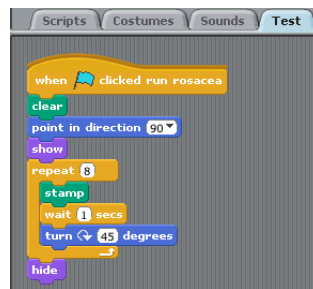 Scripts Costumes Sounds Test
when clicked run rosacea
clear
point in direction 90
show
repeat 8
stamp
wait 1 secs
turn 45 degrees
hide